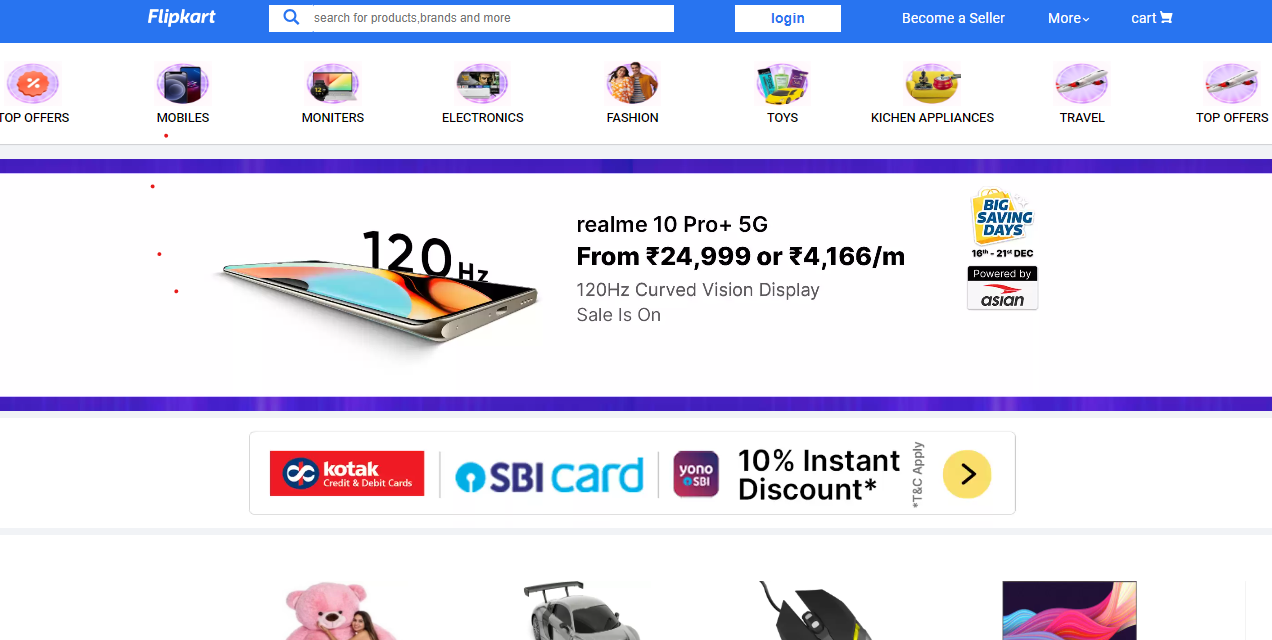 Flipkart
search for products,brands and more
login
Become a Seller
More
cart
TOP OFFERS
MOBILES
MONITERS
ELECTRONICS
FASHION
TOYS
KICHEN APPLIANCES
TRAVEL
TOP OFFERS
120Hz
realme 10 Pro+ 5G
From ₹24,999 or ₹4,166/m
120Hz Curved Vision Display
Sale Is On
BIG
SAVING
DAYS
16th - 21st DEC
Powered by
asian
kotak
Credit & Debit Cards
SBI card
yono
SBI
10% Instant
Discount*
*T&C Apply